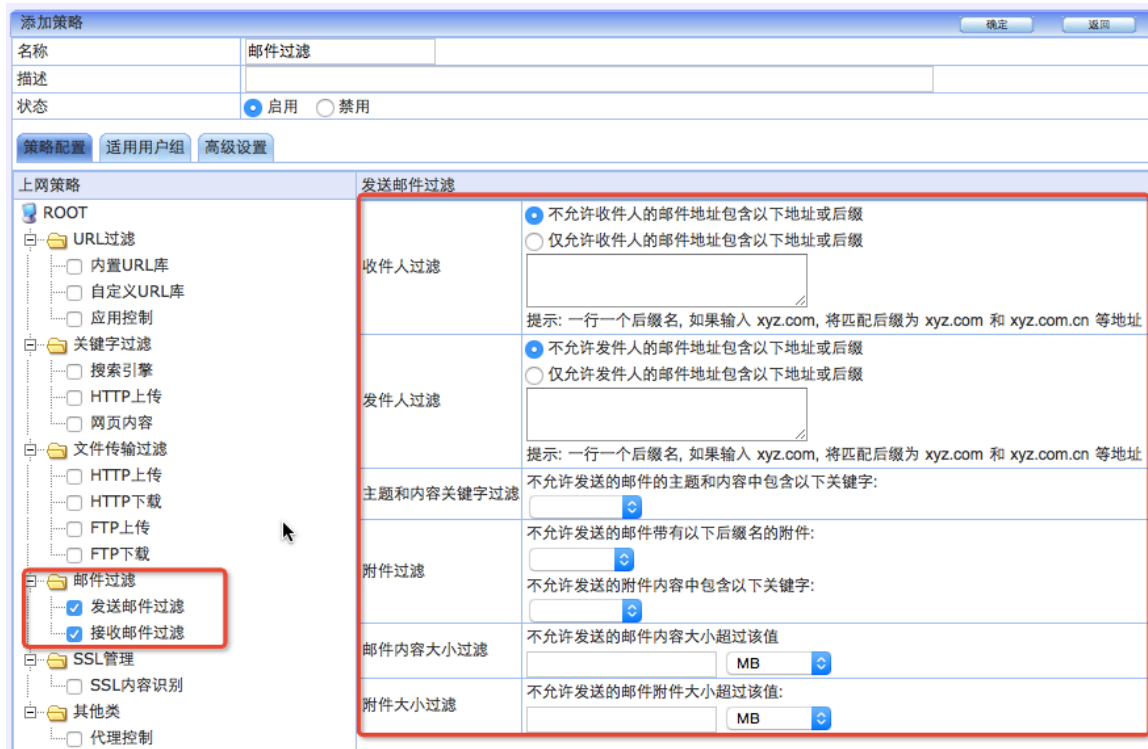 添加策略
确定
返回
名称
邮件过滤
描述
状态
启用
禁用
策略配置
适用用户组
高级设置
上网策略
ROOT
URL过滤
内置URL库
自定义URL库
应用控制
关键字过滤
搜索引擎
HTTP上传
网页内容
文件传输过滤
HTTP上传
HTTP下载
FTP上传
FTP下载
邮件过滤
发送邮件过滤
接收邮件过滤
SSL管理
SSL内容识别
其他类
代理控制
发送邮件过滤
收件人过滤
不允许收件人的邮件地址包含以下地址或后缀
仅允许收件人的邮件地址包含以下地址或后缀
提示: 一行一个后缀名, 如果输入 xyz.com, 将匹配后缀为 xyz.com 和 xyz.com.cn 等地址
发件人过滤
不允许发件人的邮件地址包含以下地址或后缀
仅允许发件人的邮件地址包含以下地址或后缀
提示: 一行一个后缀名, 如果输入 xyz.com, 将匹配后缀为 xyz.com 和 xyz.com.cn 等地址
主题和内容关键字过滤
不允许发送的邮件的主题和内容中包含以下关键字:
附件过滤
不允许发送的邮件带有以下后缀名的附件:
不允许发送的附件内容中包含以下关键字:
邮件内容大小过滤
不允许发送的邮件内容大小超过该值
MB
附件大小过滤
不允许发送的邮件附件大小超过该值:
MB